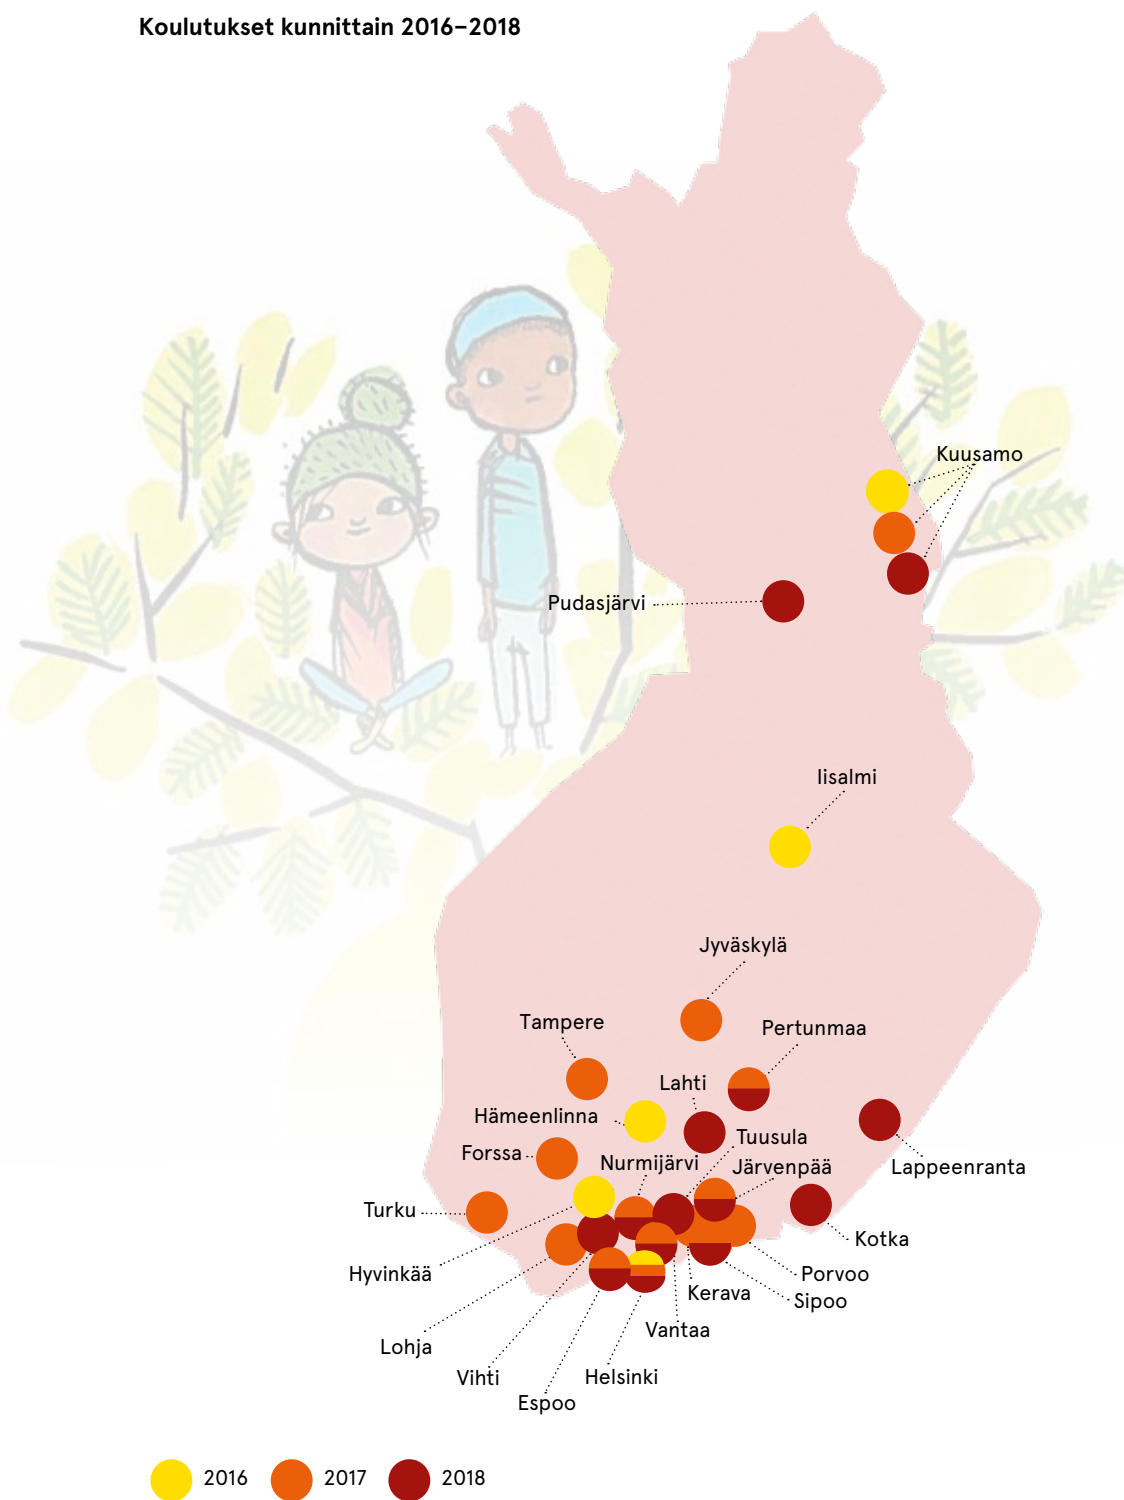 Koulutukset kunnittain 2016–2018
Kuusamo
Pudasjärvi
Iisalmi
Jyväskylä
Tampere
Pertunmaa
Lahti
Hämeenlinna
Tuusula
Forssa
Nurmijärvi
Järvenpää
Lappeenranta
Turku
Kotka
Hyvinkää
Porvoo
Kerava
Sipoo
Vantaa
Lohja
Vihti
Helsinki
Espoo
2016 2017 2018